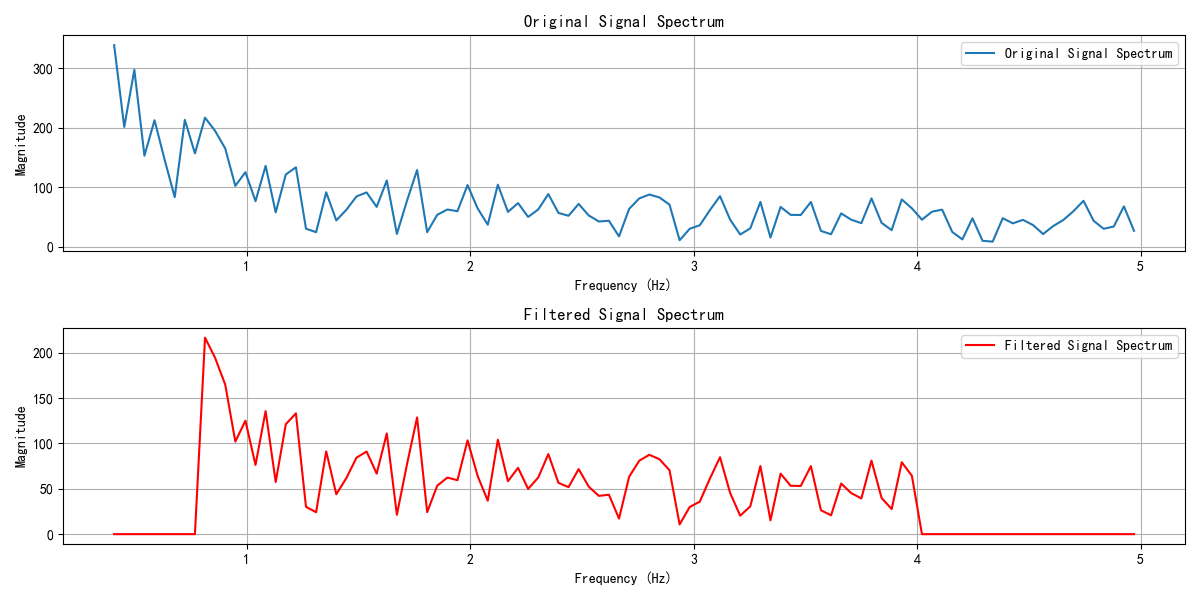 Original Signal Spectrum
Original Signal Spectrum
Magnitude
300
200
100
0
1 2 3 4 5
Frequency (Hz)
Filtered Signal Spectrum
Filtered Signal Spectrum
Magnitude
200
150
100
50
0
1 2 3 4 5
Frequency (Hz)